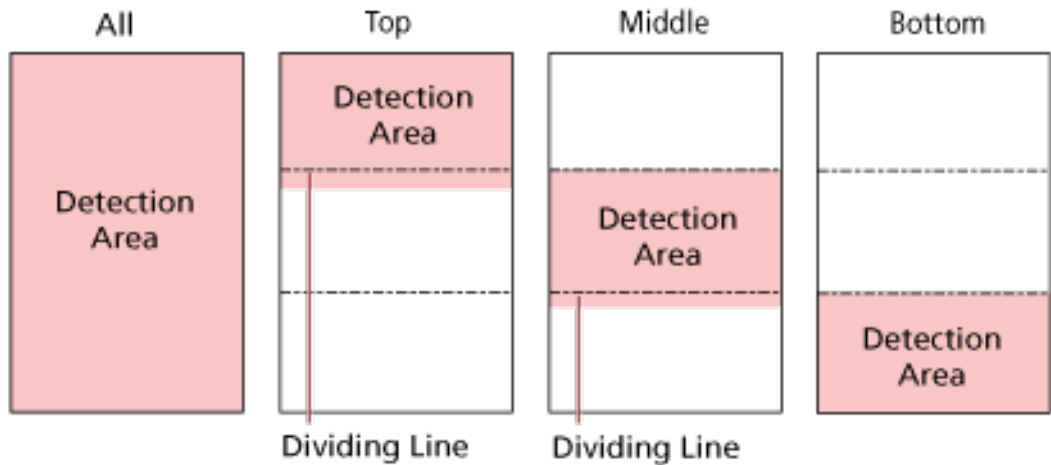 All
Top
Middle
Bottom
Detection
Area
Detection
Area
Detection
Area
Detection
Area
Dividing Line
Dividing Line